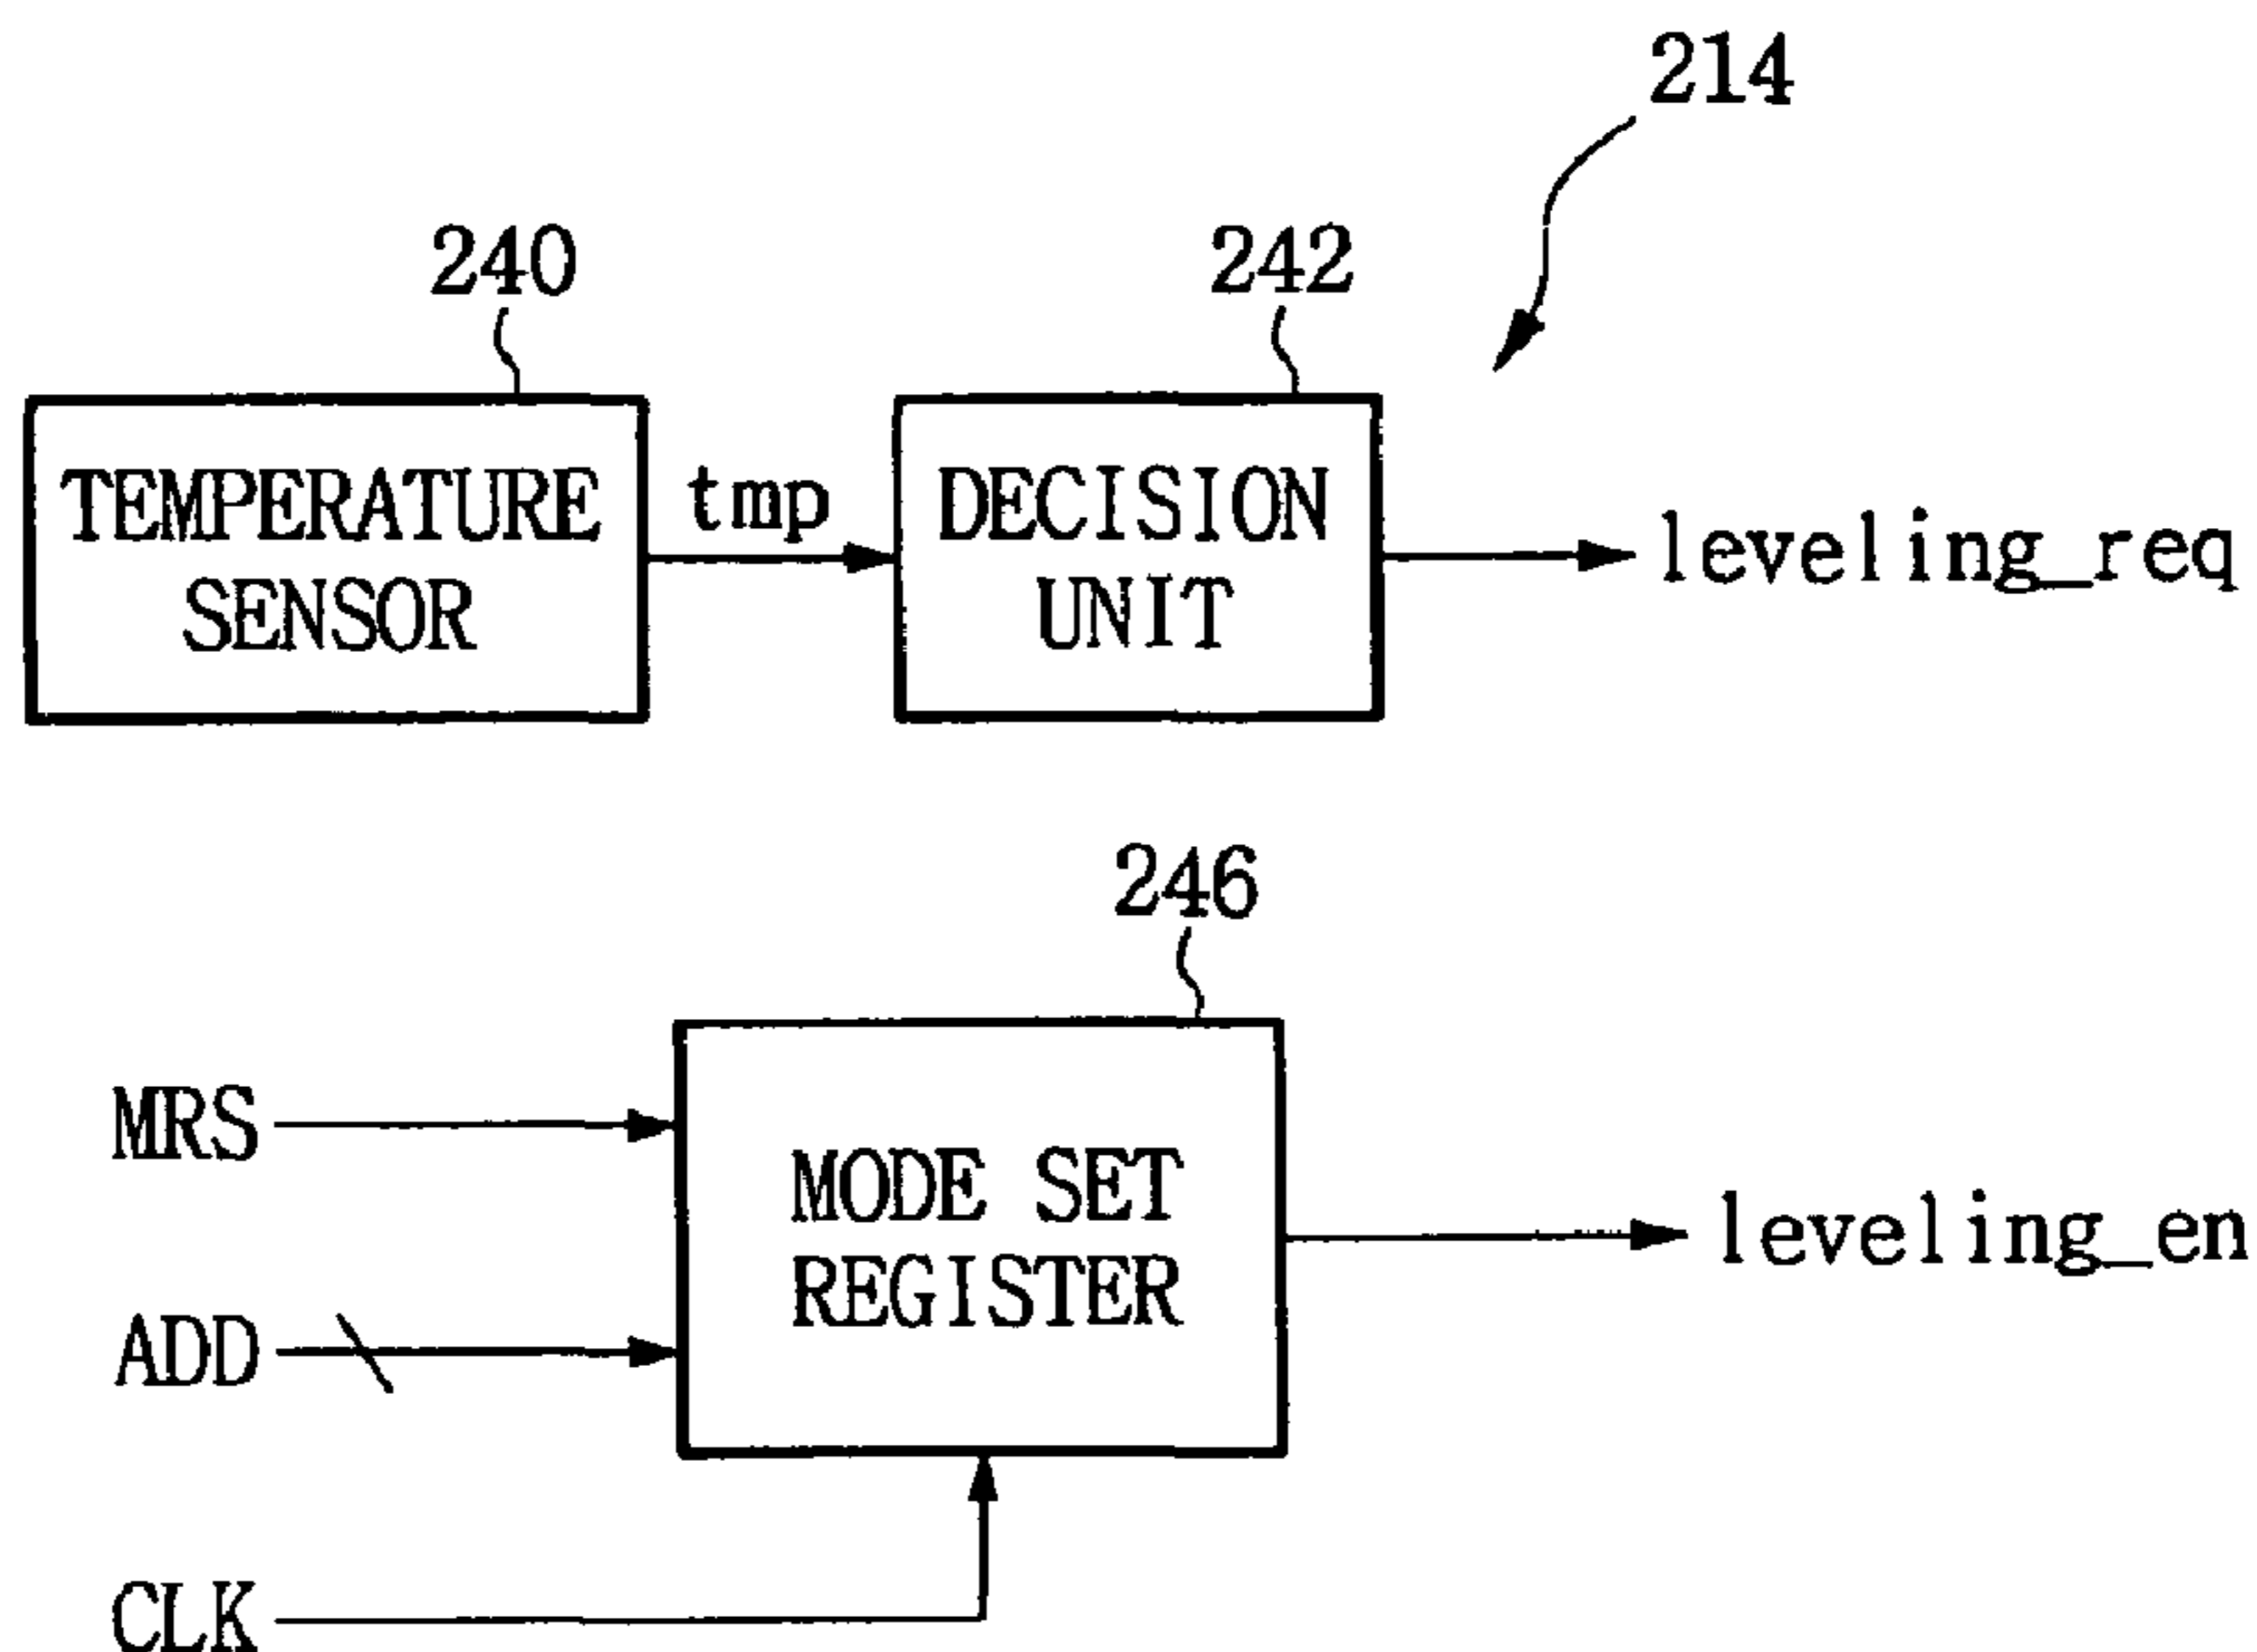 214
240
242
TEMPERATURE
SENSOR
tmp
DECISION
UNIT
leveling_req
246
MRS
MODE SET
REGISTER
leveling_en
ADD
CLK